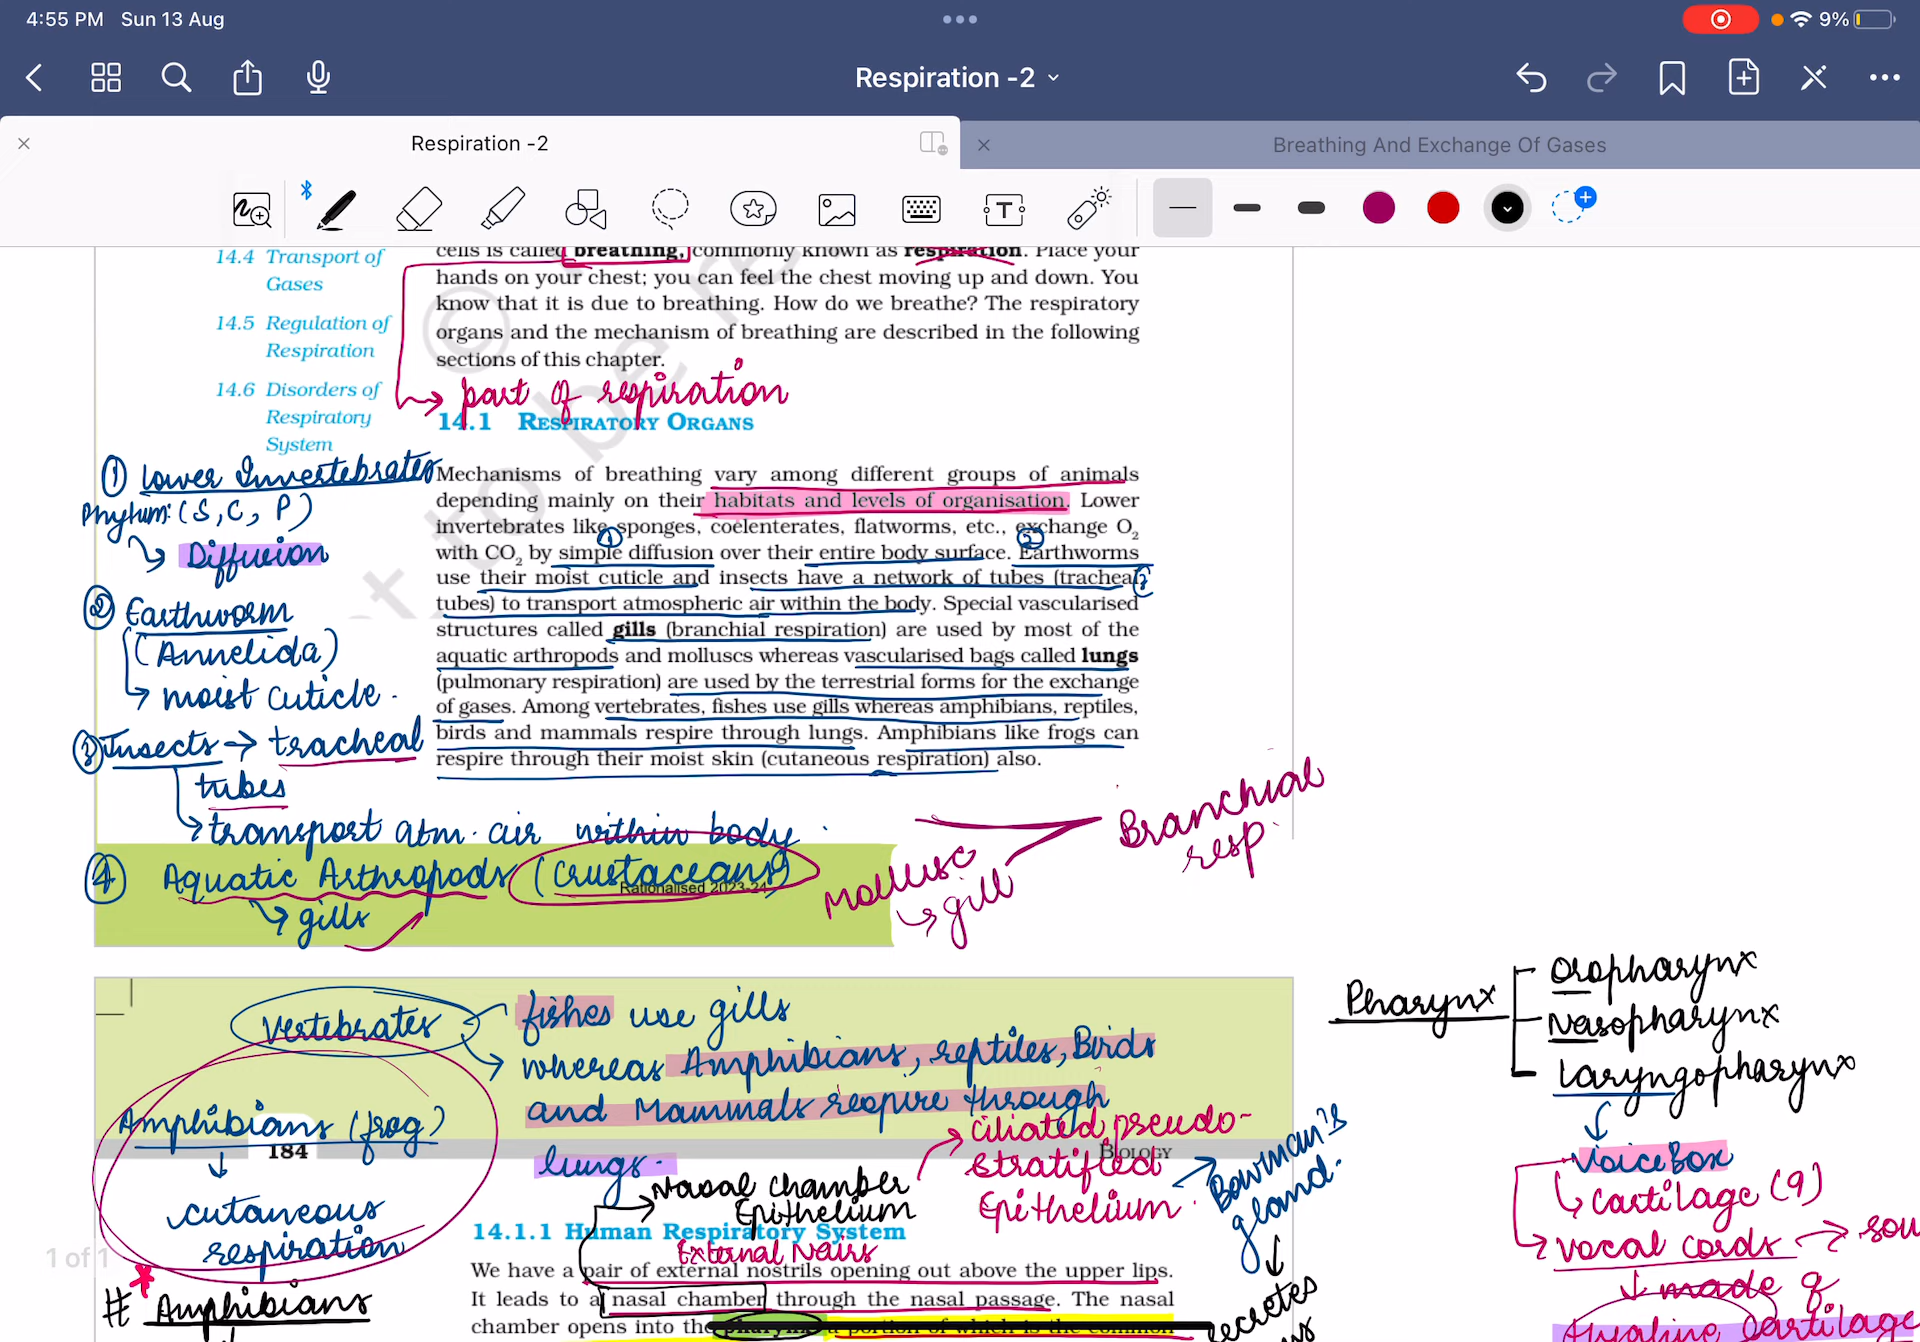 4:55 PM Sun 13 Aug
9%
Respiration -2
Respiration -2
Breathing And Exchange Of Gases
14.4 Transport of
Gases
14.5 Regulation of
Respiration
14.6 Disorders of
Respiratory
System
cells is called breathing, commonly known as respiration. Place your
hands on your chest; you can feel the chest moving up and down. You
know that it is due to breathing. How do we breathe? The respiratory
organs and the mechanism of breathing are described in the following
sections of this chapter.
→ part of respiration
14.1 RESPIRATORY ORGANS
Mechanisms of breathing vary among different groups of animals
depending mainly on their habitats and levels of organisation. Lower
invertebrates like sponges, coelenterates, flatworms, etc., exchange O₂
with CO₂ by simple diffusion over their entire body surface. Earthworms
use their moist cuticle and insects have a network of tubes (tracheal
tubes) to transport atmospheric air within the body. Special vascularised
structures called gills (branchial respiration) are used by most of the
aquatic arthropods and molluscs whereas vascularised bags called lungs
(pulmonary respiration) are used by the terrestrial forms for the exchange
of gases. Among vertebrates, fishes use gills whereas amphibians, reptiles,
birds and mammals respire through lungs. Amphibians like frogs can
respire through their moist skin (cutaneous respiration) also.
① Lower Invertebrates
Phylum: (S, C, P)
↳ Diffusion
② Earthworm
(Annelida)
→ moist cuticle.
③ Insects → tracheal
tubes
→ transport atm. air within body.
④ Aquatic Arthropods (Crustaceans)
→ gills
Rationalised 2023-24
Mollusc
↳ gill
Branchial
resp.
Vertebrates
fishes use gills
→ whereas Amphibians, reptiles, Birds
and Mammals respire through
lungs.
Amphibians (frog)
↓
cutaneous
respiration
184
BIOLOGY
# Amphibians
1 of 1
→ Nasal chamber
Epithelium
→ ciliated pseudo-
stratified
Epithelium.
→ Bowman's
gland.
↓
secretes
14.1.1 Human Respiratory System
External Nairs
We have a pair of external nostrils opening out above the upper lips.
It leads to a nasal chamber through the nasal passage. The nasal
chamber opens into the pharynx, a portion of which is the common
Pharynx
Oropharynx
Nasopharynx
Laryngopharynx
↓
voice Box
↳ Cartilage (9)
→ vocal cords → sou
↓ made of
Hyaline cartilage